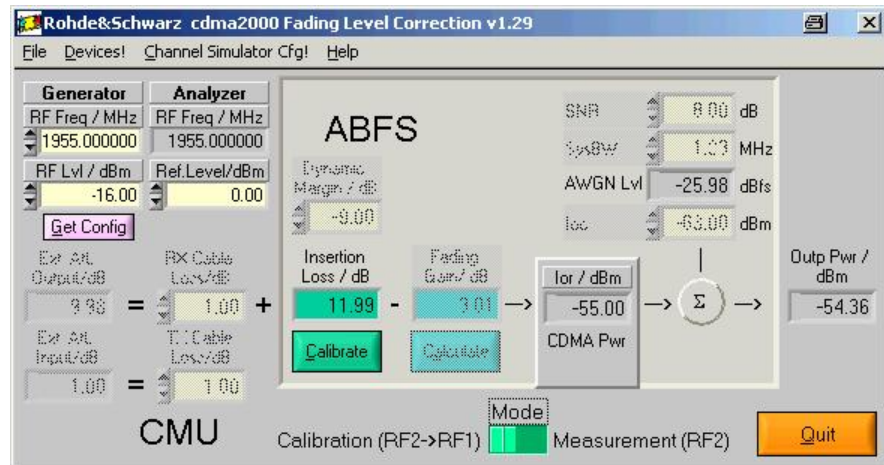 Rohde&Schwarz cdma2000 Fading Level Correction v1.29
File Devices! Channel Simulator Cfg! Help
Generator Analyzer
RF Freq / MHz RF Freq / MHz
1955.000000 1955.000000
RF Lvl / dBm Ref.Level/dBm
-16.00 0.00
Get Config
ABFS
SNR 8.00 dB
SysBW 1.23 MHz
AWGN Lvl -25.98 dBfs
Ioc -63.00 dBm
Dynamic
Margin / dB
-9.00
Ext Att. RX Cable
Output/dB Loss/dB
9.98 = 1.00 +
Insertion Fading
Loss / dB Gain/ dB
11.99 - 3.01
Ior / dBm
-55.00
CDMA Pwr
Σ
Outp Pwr /
dBm
-54.36
Calibrate Calculate
Ext Att. Cable
Input/dB Loss/dB
1.00 = 1.00
CMU
Mode
Calibration (RF2->RF1) Measurement (RF2)
Quit